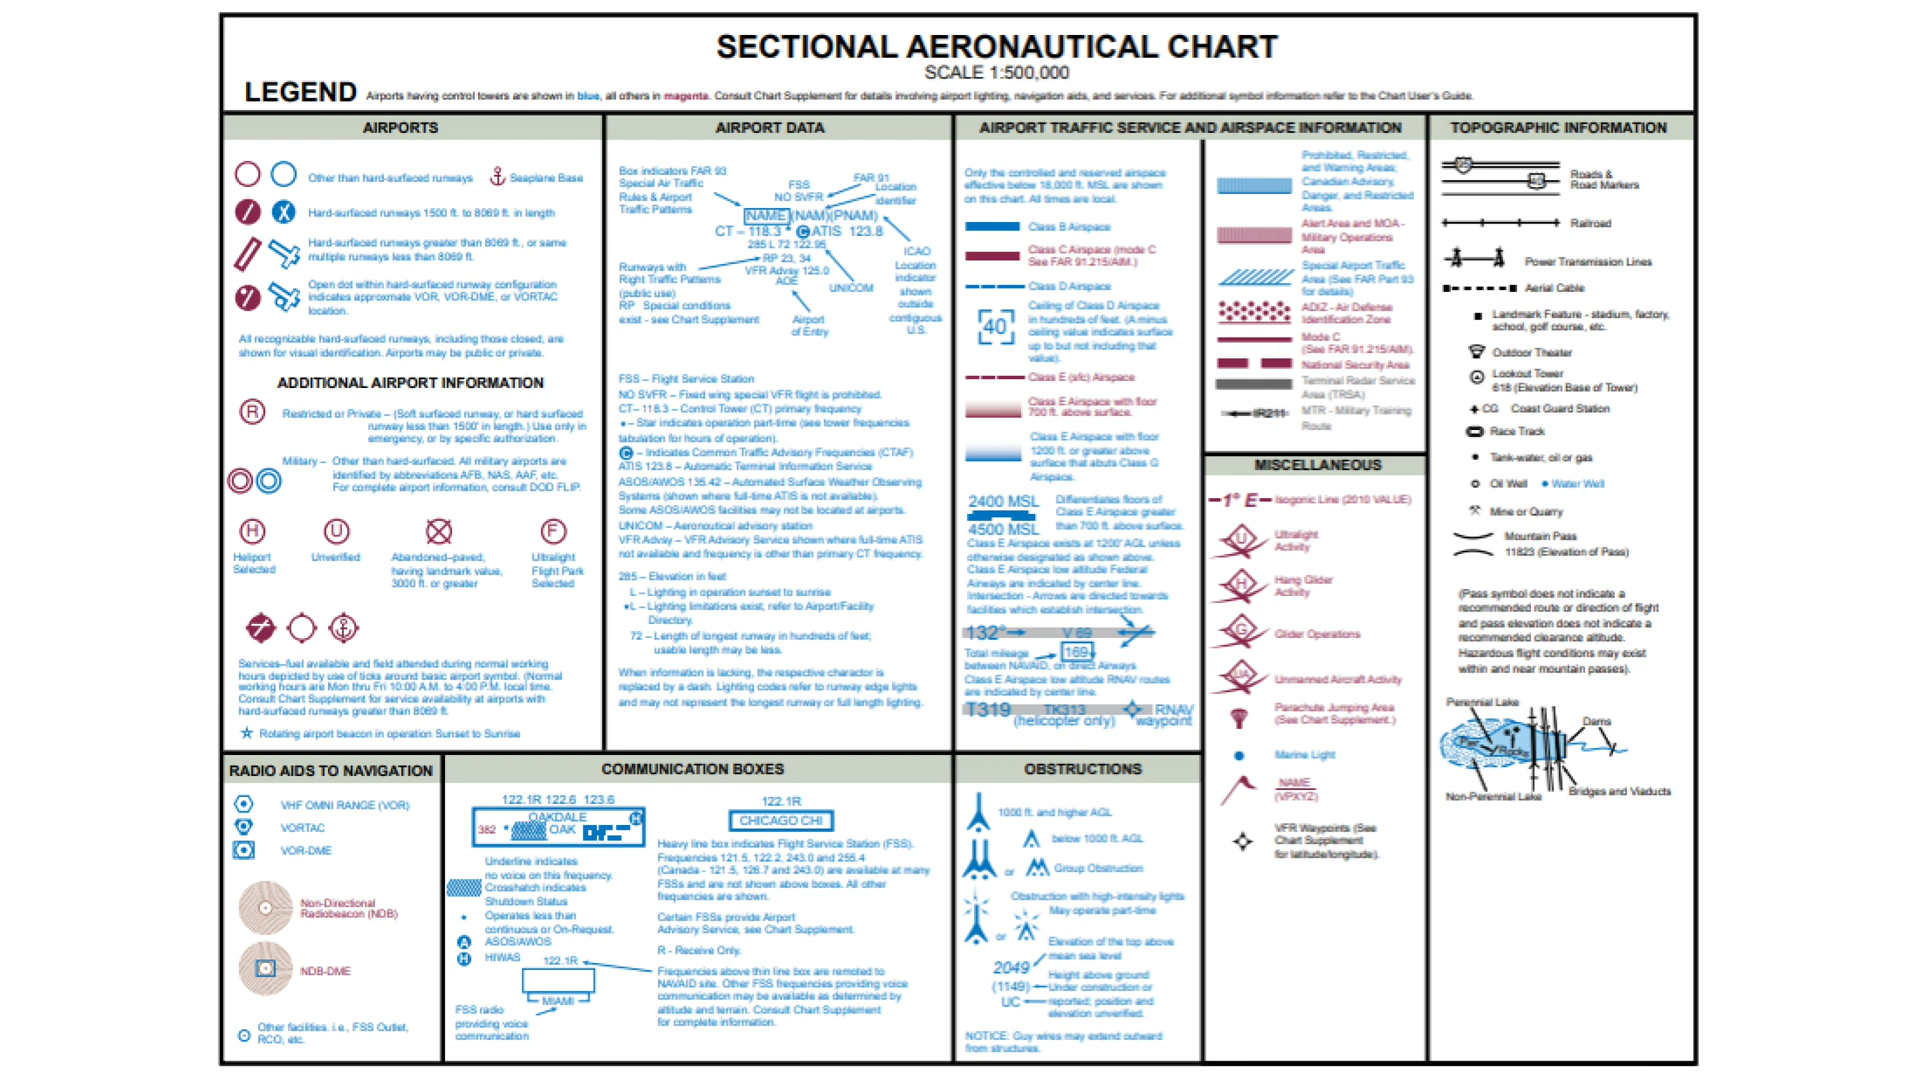 SECTIONAL AERONAUTICAL CHART
SCALE 1:500,000
LEGEND Airports having control towers are shown in blue, all others in magenta. Consult Chart Supplement for details involving airport lighting, navigation aids, and services. For additional symbol information refer to the Chart User's Guide.
AIRPORTS
Other than hard-surfaced runways
Seaplane Base
Hard-surfaced runways 1500 ft. to 8069 ft. in length
Hard-surfaced runways greater than 8069 ft., or same
multiple runways less than 8069 ft.
Open dot within hard-surfaced runway configuration
indicates approxmate VOR, VOR-DME, or VORTAC
location.
All recognizable hard-surfaced runways, including those closed, are
shown for visual identification. Airports may be public or private.
ADDITIONAL AIRPORT INFORMATION
R
Restricted or Private – (Soft surfaced runway, or hard surfaced
runway less than 1500' in length.) Use only in
emergency, or by specific authorization.
Military – Other than hard-surfaced. All military airports are
identified by abbreviations AFB, NAS, AAF, etc.
For complete airport information, consult DOD FLIP.
H
U
F
Heliport
Selected
Unverified
Abandoned–paved,
having landmark value,
3000 ft. or greater
Ultralight
Flight Park
Selected
Services–fuel available and field attended during normal working
hours depicted by use of ticks around basic airport symbol. (Normal
working hours are Mon thru Fri 10:00 A.M. to 4:00 P.M. local time.
Consult Chart Supplement for service availability at airports with
hard-surfaced runways greater than 8069 ft.
Rotating airport beacon in operation Sunset to Sunrise
AIRPORT DATA
Box indicators FAR 93
Special Air Traffic
Rules & Airport
Traffic Patterns
FSS
NO SVFR
FAR 91
Location
identifier
NAME (NAM)(PNAM)
CT – 118.3 * C ATIS 123.8
285 L 72 122.95
RP 23, 34
VFR Advsy 125.0
AOE
Runways with
Right Traffic Patterns
(public use)
RP Special conditions
exist - see Chart Supplement
UNICOM
Airport
of Entry
ICAO
Location
indicator
shown
outside
contiguous
U.S.
FSS – Flight Service Station
NO SVFR – Fixed wing special VFR flight is prohibited.
CT– 118.3 – Control Tower (CT) primary frequency
★– Star indicates operation part-time (see tower frequencies
tabulation for hours of operation).
C – Indicates Common Traffic Advisory Frequencies (CTAF)
ATIS 123.8 – Automatic Terminal Information Service
ASOS/AWOS 135.42 – Automated Surface Weather Observing
Systems (shown where full-time ATIS is not available).
Some ASOS/AWOS facilities may not be located at airports.
UNICOM – Aeronautical advisory station
VFR Advsy – VFR Advisory Service shown where full-time ATIS
not available and frequency is other than primary CT frequency.
285 – Elevation in feet
L – Lighting in operation sunset to sunrise
★L – Lighting limitations exist, refer to Airport/Facility
Directory.
72 – Length of longest runway in hundreds of feet;
usable length may be less.
When information is lacking, the respective charactor is
replaced by a dash. Lighting codes refer to runway edge lights
and may not represent the longest runway or full length lighting.
AIRPORT TRAFFIC SERVICE AND AIRSPACE INFORMATION
Only the controlled and reserved airspace
effective below 18,000 ft. MSL are shown
on this chart. All times are local.
Class B Airspace
Class C Airspace (mode C
See FAR 91.215/AIM.)
Class D Airspace
40
Ceiling of Class D Airspace
in hundreds of feet. (A minus
ceiling value indicates surface
up to but not including that
value).
Class E (sfc) Airspace
Class E Airspace with floor
700 ft. above surface.
Class E Airspace with floor
1200 ft. or greater above
surface that abuts Class G
Airspace.
2400 MSL
4500 MSL
Differentiates floors of
Class E Airspace greater
than 700 ft. above surface.
Class E Airspace exists at 1200' AGL unless
otherwise designated as shown above.
Class E Airspace low altitude Federal
Airways are indicated by center line.
Intersection - Arrows are directed towards
facilities which establish intersection.
132° V 69
Total mileage
169
between NAVAID, on direct Airways
Class E Airspace low altitude RNAV routes
are indicated by center line.
T319 TK313 RNAV
(helicopter only) waypoint
Prohibited, Restricted,
and Warning Areas;
Canadian Advisory,
Danger, and Restricted
Areas.
Alert Area and MOA -
Military Operations
Area
Special Airport Traffic
Area (See FAR Part 93
for details)
ADIZ - Air Defense
Identification Zone
Mode C
(See FAR 91.215/AIM).
National Security Area
Terminal Radar Service
Area (TRSA)
IR211
MTR - Military Training
Route
MISCELLANEOUS
1° E
Isogonic Line (2010 VALUE)
U
Ultralight
Activity
H
Hang Glider
Activity
G
Glider Operations
UA
Unmanned Aircraft Activity
Parachute Jumping Area
(See Chart Supplement.)
Marine Light
NAME
(VPXYZ)
VFR Waypoints (See
Chart Supplement
for latitude/longitude).
TOPOGRAPHIC INFORMATION
Roads &
Road Markers
Railroad
Power Transmission Lines
Aerial Cable
Landmark Feature - stadium, factory,
school, golf course, etc.
Outdoor Theater
Lookout Tower
618 (Elevation Base of Tower)
CG Coast Guard Station
Race Track
Tank-water, oil or gas
Oil Well
Water Well
Mine or Quarry
Mountain Pass
11823 (Elevation of Pass)
(Pass symbol does not indicate a
recommended route or direction of flight
and pass elevation does not indicate a
recommended clearance altitude.
Hazardous flight conditions may exist
within and near mountain passes).
Perennial Lake
Dams
Pier
Rocks
Non-Perennial Lake
Bridges and Viaducts
RADIO AIDS TO NAVIGATION
VHF OMNI RANGE (VOR)
VORTAC
VOR-DME
Non-Directional
Radiobeacon (NDB)
NDB-DME
Other facilities. i.e., FSS Outlet,
RCO, etc.
COMMUNICATION BOXES
122.1R 122.6 123.6
OAKDALE H
382 * OAK
Underline indicates
no voice on this frequency.
Crosshatch indicates
Shutdown Status
Operates less than
continuous or On-Request.
A ASOS/AWOS
H HIWAS
122.1R
MIAMI
FSS radio
providing voice
communication
122.1R
CHICAGO CHI
Heavy line box indicates Flight Service Station (FSS).
Frequencies 121.5, 122.2, 243.0 and 255.4
(Canada - 121.5, 126.7 and 243.0) are available at many
FSSs and are not shown above boxes. All other
frequencies are shown.
Certain FSSs provide Airport
Advisory Service, see Chart Supplement.
R - Receive Only.
Frequencies above thin line box are remoted to
NAVAID site. Other FSS frequencies providing voice
communication may be available as determined by
altitude and terrain. Consult Chart Supplement
for complete information.
OBSTRUCTIONS
1000 ft. and higher AGL
below 1000 ft. AGL
or Group Obstruction
Obstruction with high-intensity lights
May operate part-time
or
Elevation of the top above
mean sea level
2049
(1149)
Height above ground
UC
Under construction or
reported; position and
elevation unverified.
NOTICE: Guy wires may extend outward
from structures.